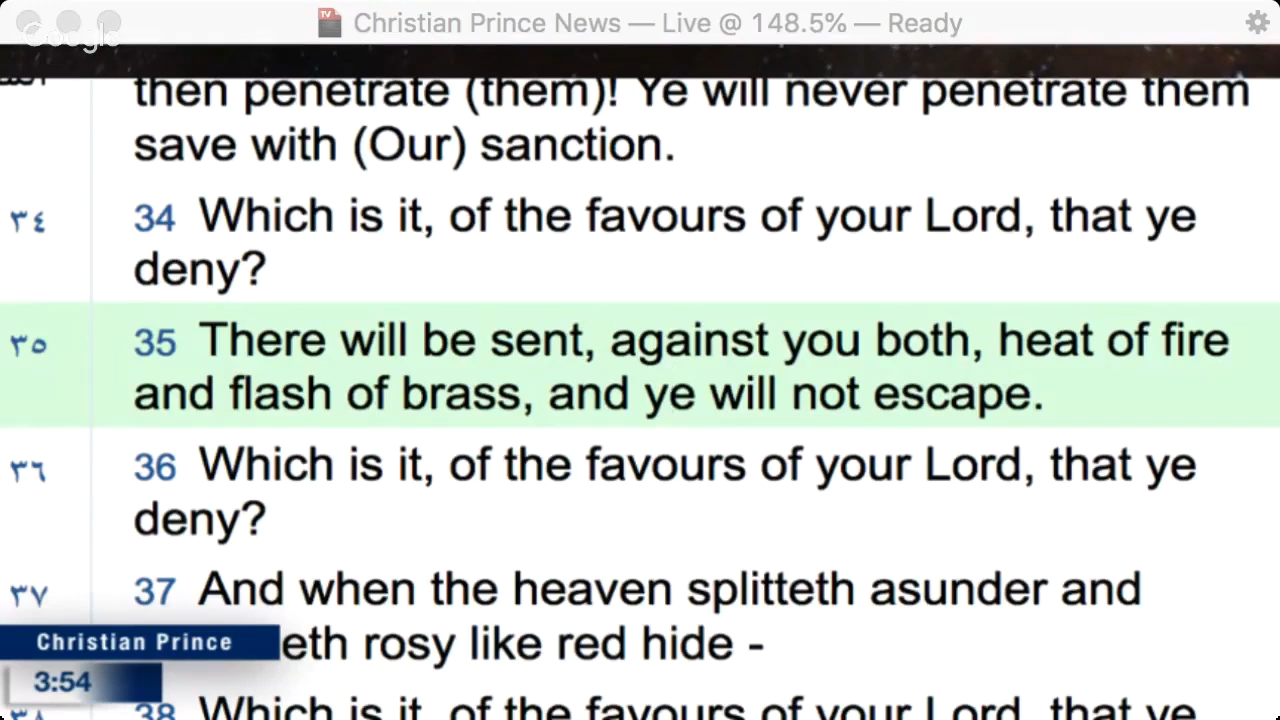 Christian Prince News — Live @ 148.5% — Ready
Google
then penetrate (them)! Ye will never penetrate them
save with (Our) sanction.
٣٤ 34 Which is it, of the favours of your Lord, that ye
deny?
٣٥ 35 There will be sent, against you both, heat of fire
and flash of brass, and ye will not escape.
٣٦ 36 Which is it, of the favours of your Lord, that ye
deny?
٣٧ 37 And when the heaven splitteth asunder and
eth rosy like red hide -
Christian Prince
3:54
٣٨ 38 Which is it, of the favours of your Lord, that ye